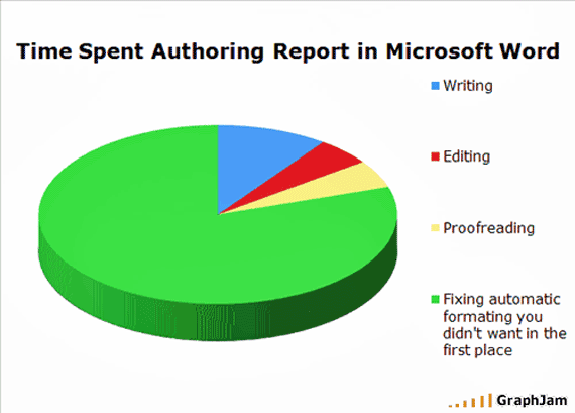 Time Spent Authoring Report in Microsoft Word
Writing
Editing
Proofreading
Fixing automatic
formating you
didn't want in the
first place
GraphJam